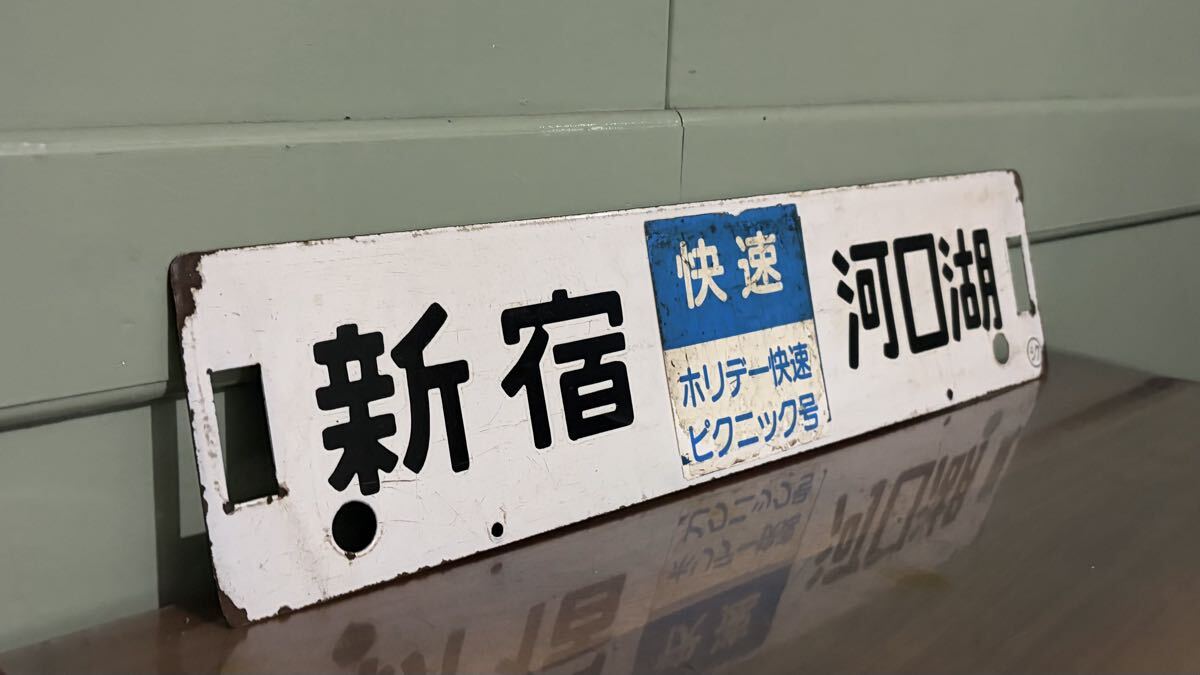 新宿
快速
ホリデー快速
ピクニック号
河口湖